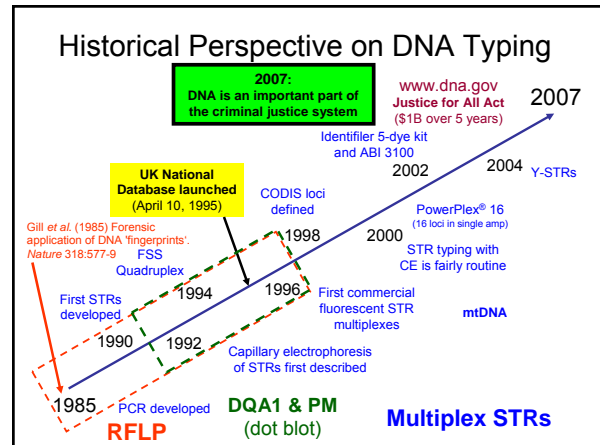 Historical Perspective on DNA Typing
2007:
DNA is an important part of
the criminal justice system
www.dna.gov
Justice for All Act
($1B over 5 years)
2007
Identifiler 5-dye kit
and ABI 3100
2002
2004
Y-STRs
UK National
Database launched
(April 10, 1995)
CODIS loci
defined
PowerPlex® 16
(16 loci in single amp)
Gill et al. (1985) Forensic
application of DNA 'fingerprints'.
Nature 318:577-9
FSS
Quadruplex
1998
2000
STR typing with
CE is fairly routine
First STRs
developed
1994
1996
First commercial
fluorescent STR
multiplexes
mtDNA
1990
1992
Capillary electrophoresis
of STRs first described
1985
PCR developed
RFLP
DQA1 & PM
(dot blot)
Multiplex STRs